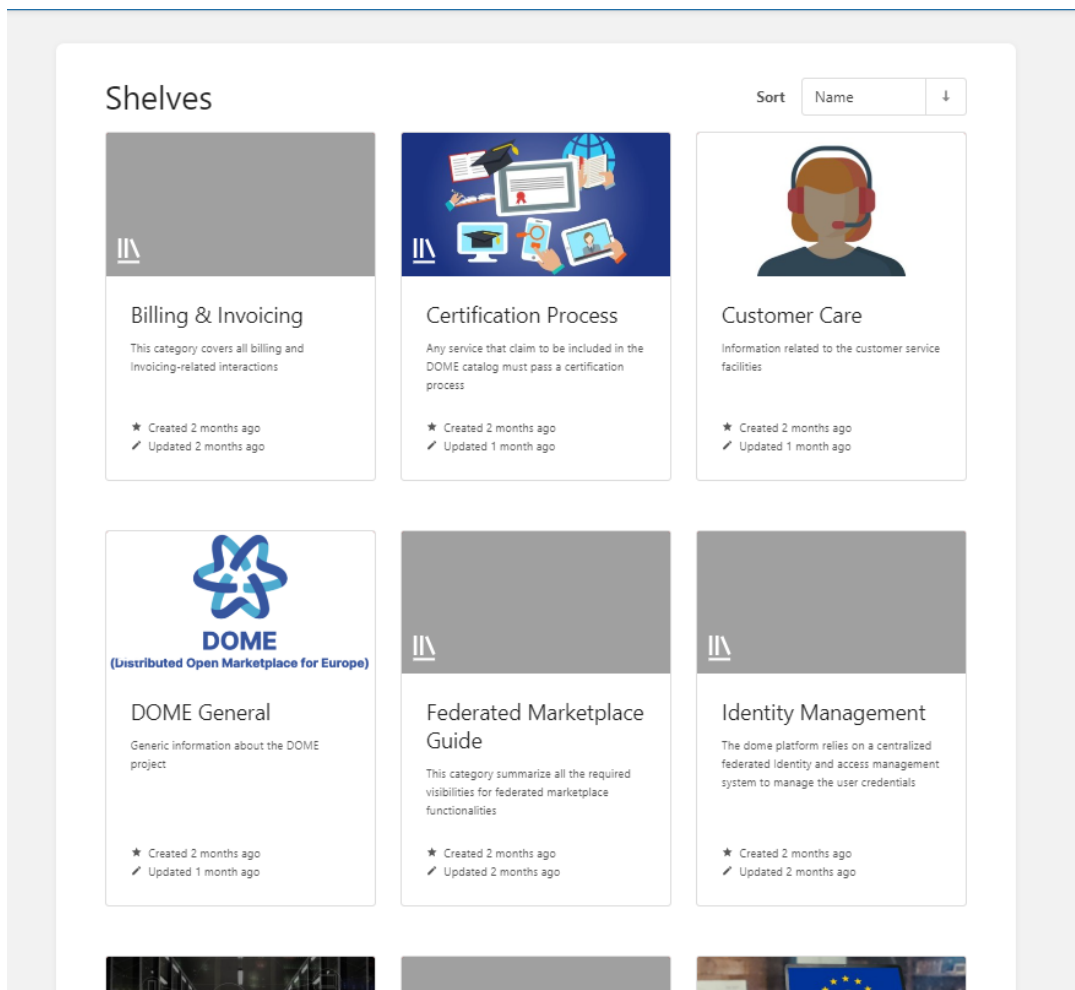 Shelves
Sort
Name
Billing & Invoicing
This category covers all billing and
Invoicing-related interactions
Created 2 months ago
Updated 2 months ago
Certification Process
Any service that claim to be included in the
DOME catalog must pass a certification
process
Created 2 months ago
Updated 1 month ago
Customer Care
Information related to the customer service
facilities
Created 2 months ago
Updated 1 month ago
DOME
(Distributed Open Marketplace for Europe)
DOME General
Generic information about the DOME
project
Created 2 months ago
Updated 1 month ago
Federated Marketplace
Guide
This category summarize all the required
visibilities for federated marketplace
functionalities
Created 2 months ago
Updated 2 months ago
Identity Management
The dome platform relies on a centralized
federated Identity and access management
system to manage the user credentials
Created 2 months ago
Updated 2 months ago